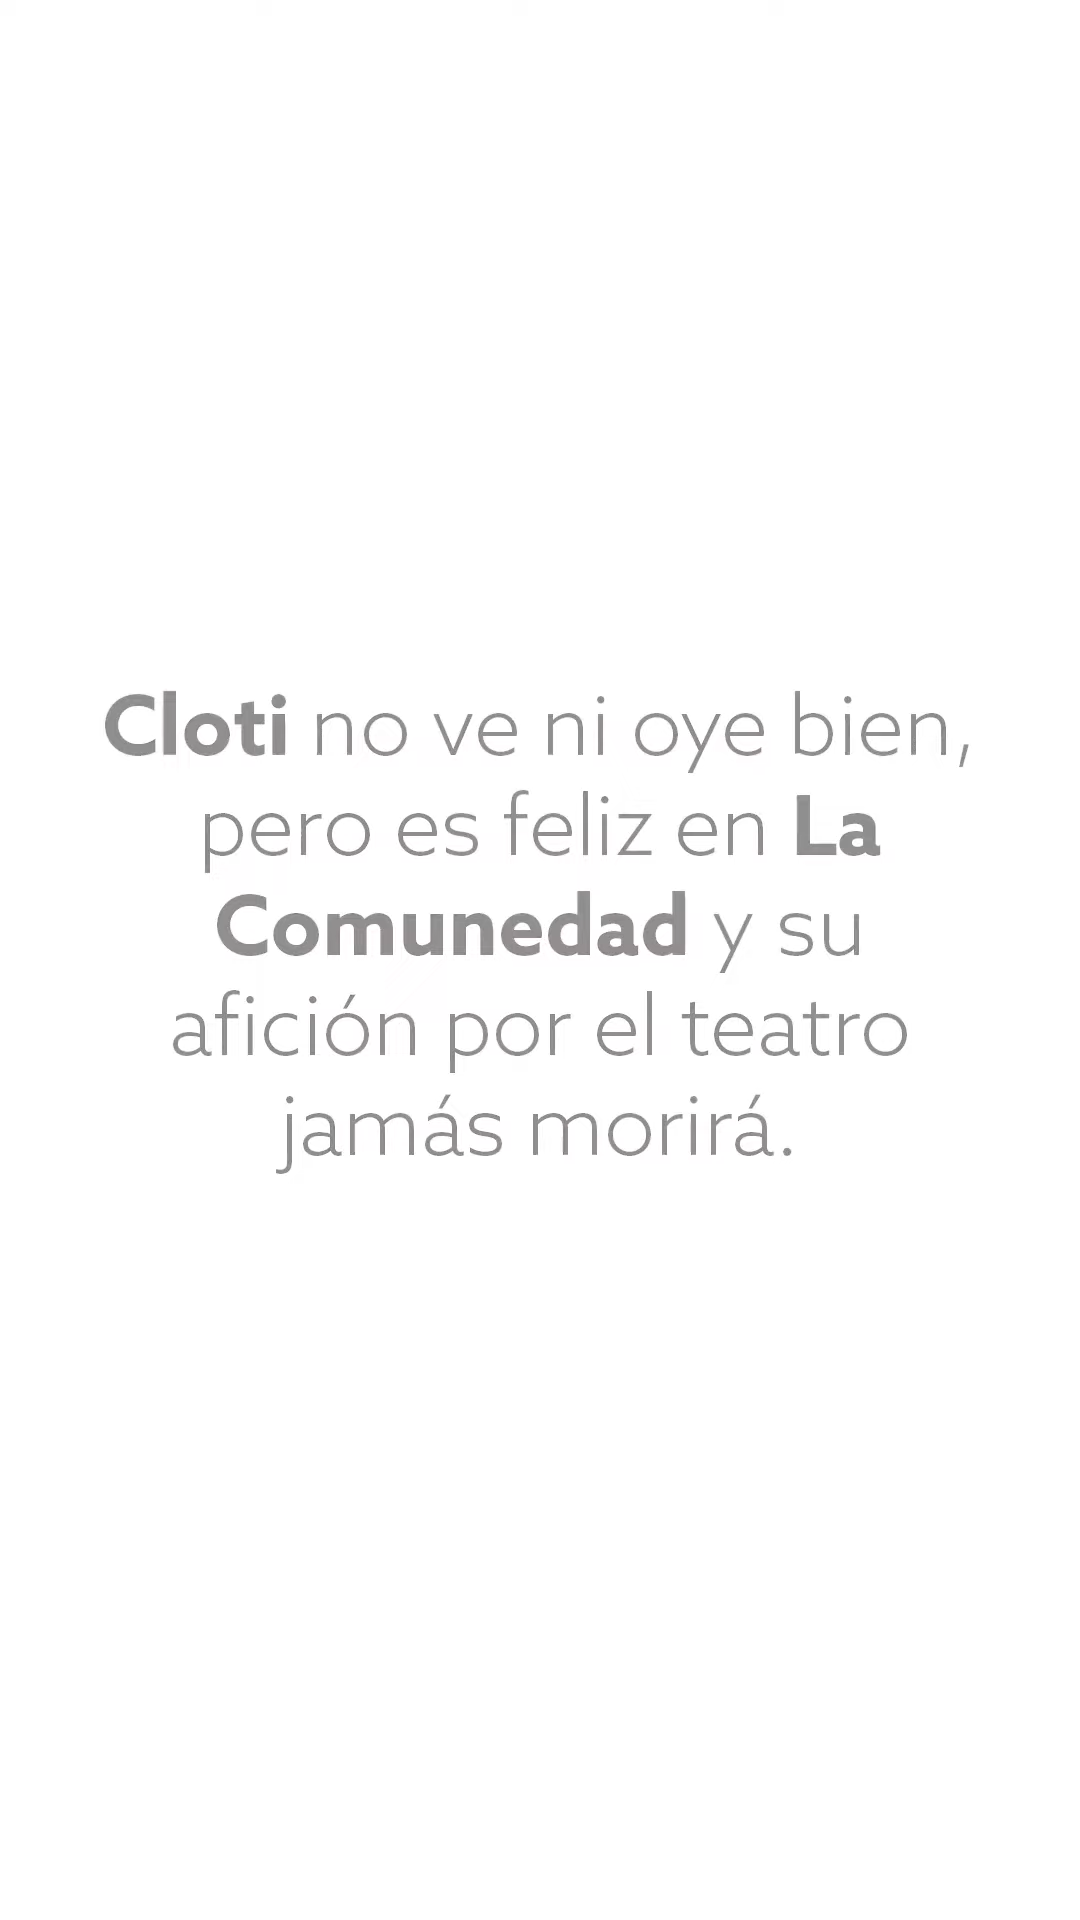 Cloti no ve ni oye bien,
pero es feliz en La
Comunedad y su
afición por el teatro
jamás morirá.